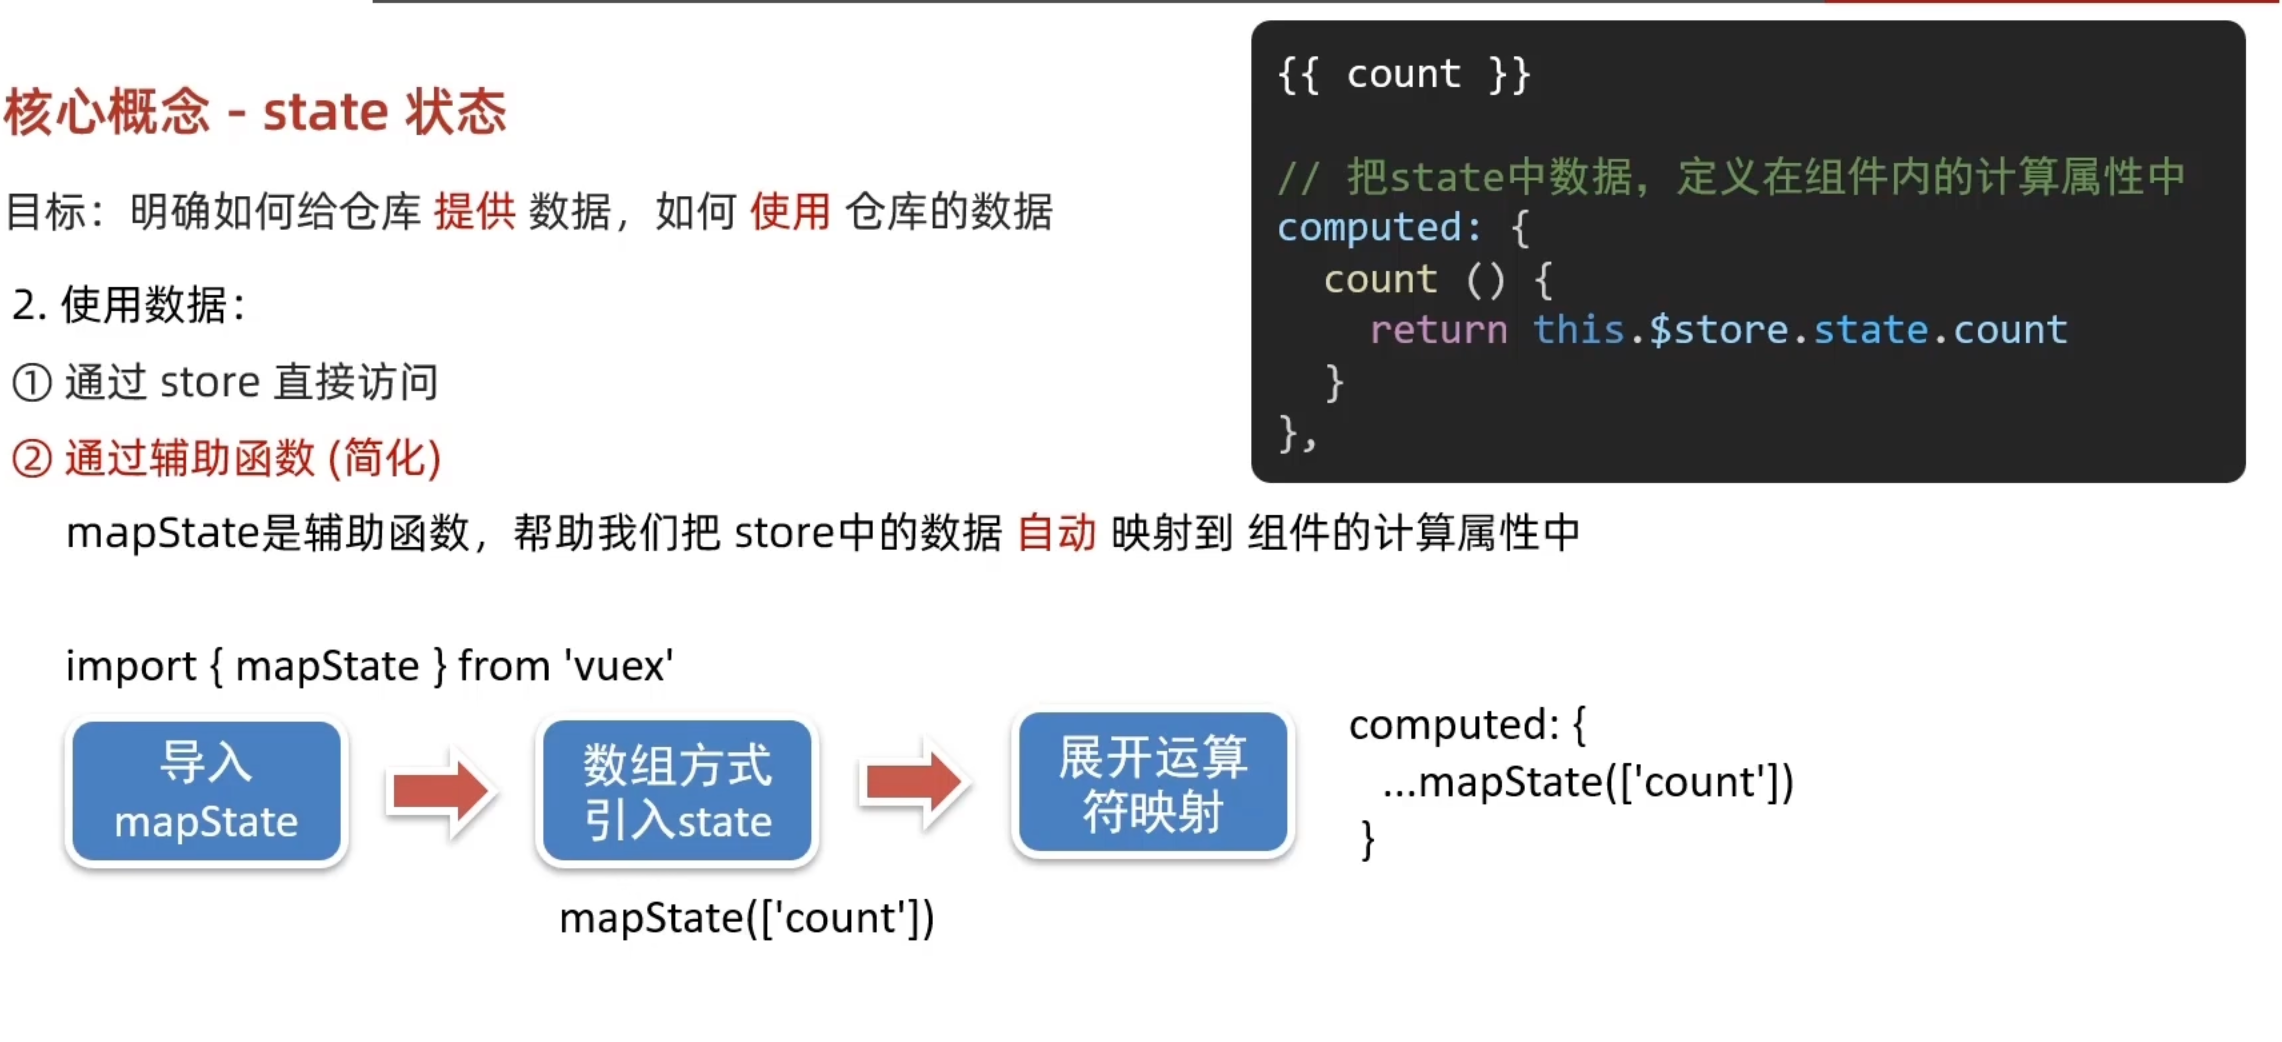 核心概念 - state 状态
目标：明确如何给仓库 提供 数据，如何 使用 仓库的数据
2. 使用数据：
① 通过 store 直接访问
② 通过辅助函数 (简化)
mapState是辅助函数，帮助我们把 store中的数据 自动 映射到 组件的计算属性中
{{ count }}
// 把state中数据，定义在组件内的计算属性中
computed: {
  count () {
    return this.$store.state.count
  }
},
import { mapState } from 'vuex'
导入
mapState
数组方式
引入state
mapState(['count'])
展开运算
符映射
computed: {
  ...mapState(['count'])
}